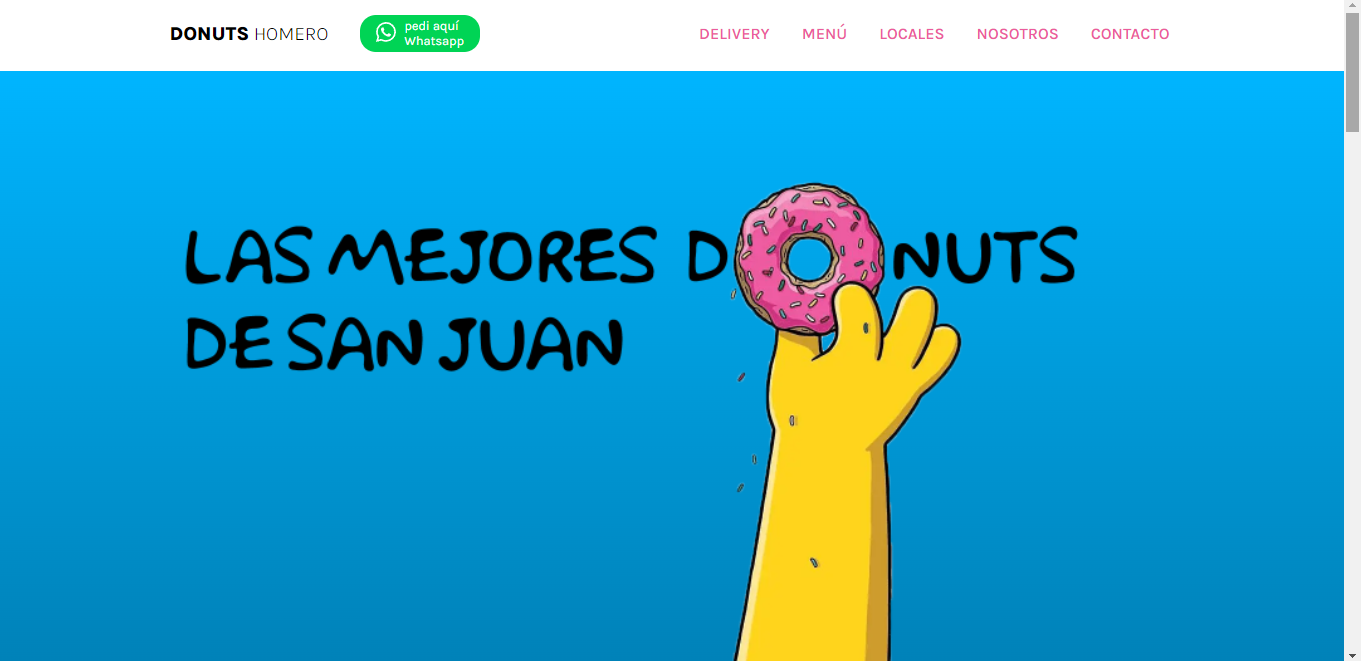 DONUTS HOMERO
pedi aquí
Whatsapp
DELIVERY MENÚ LOCALES NOSOTROS CONTACTO
LAS MEJORES DONUTS
DE SAN JUAN